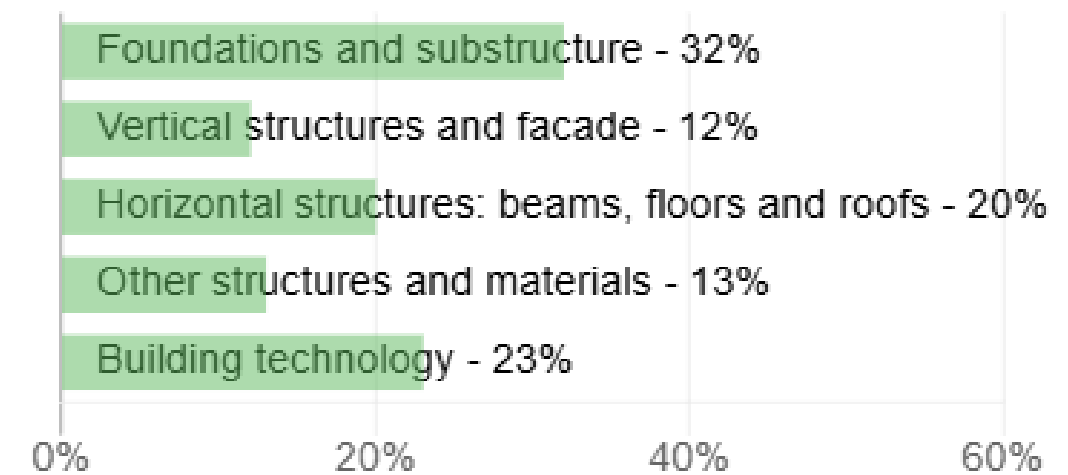 Foundations and substructure - 32%
Vertical structures and facade - 12%
Horizontal structures: beams, floors and roofs - 20%
Other structures and materials - 13%
Building technology - 23%
0% 20% 40% 60%